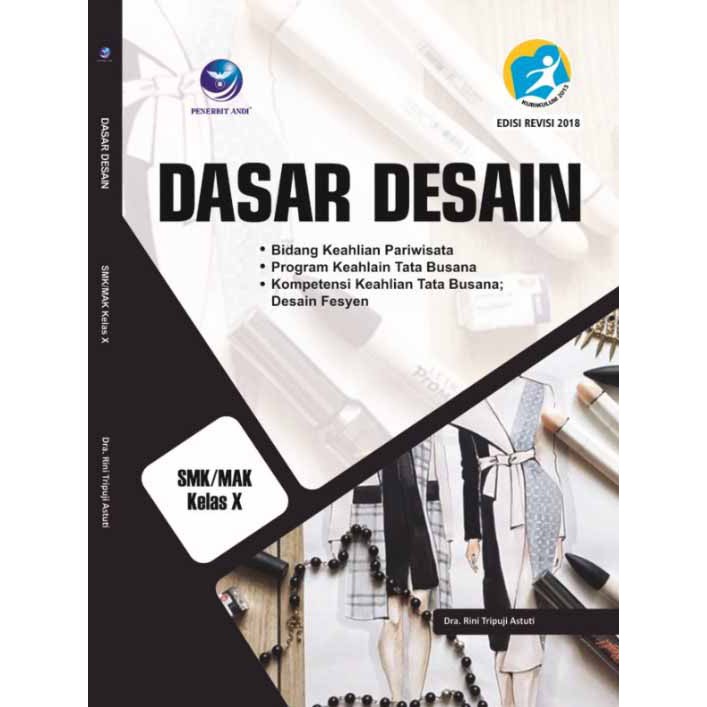 PENERBIT ANDI
KURIKULUM 2013
EDISI REVISI 2018
DASAR DESAIN
• Bidang Keahlian Pariwisata
• Program Keahlain Tata Busana
• Kompetensi Keahlian Tata Busana;
Desain Fesyen
SMK/MAK
Kelas X
Dra. Rini Tripuji Astuti
DASAR DESAIN
SMK/MAK Kelas X
Dra. Rini Tripuji Astuti